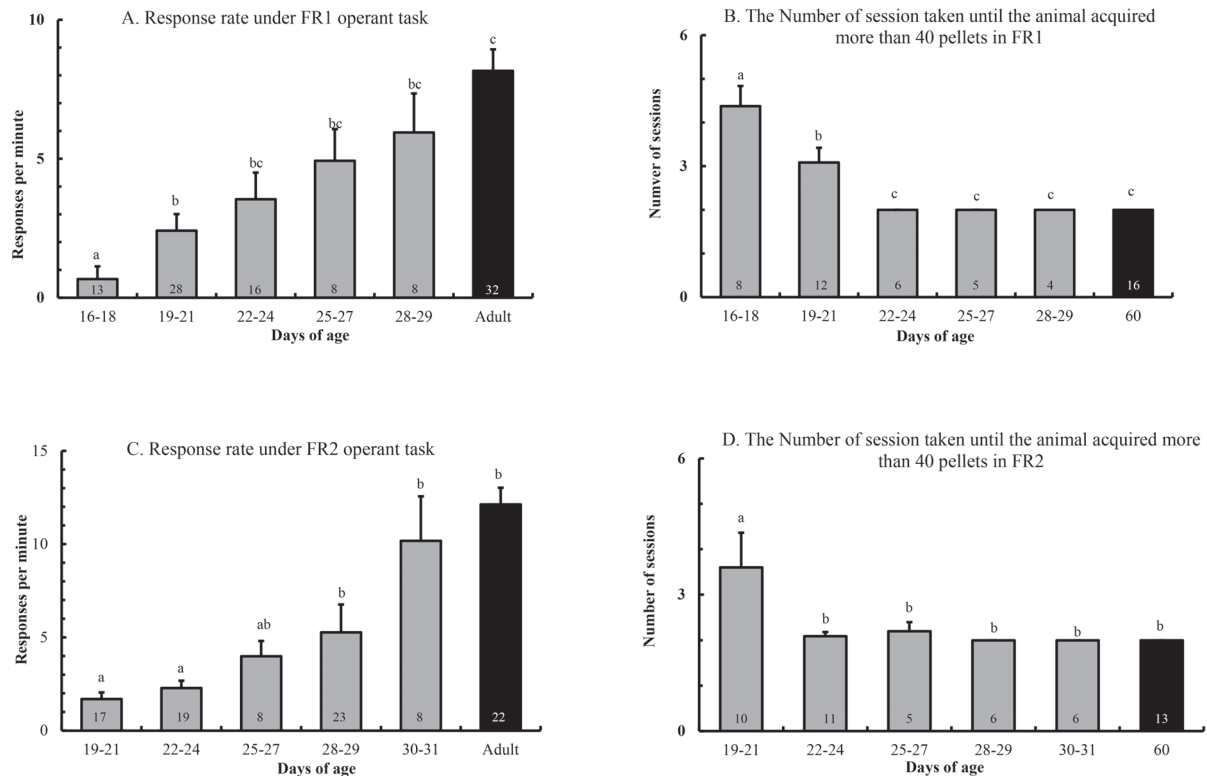 A. Response rate under FR1 operant task
10
5
0
Responses per minute
a
b
bc
bc
bc
c
13
28
16
8
8
32
16-18
19-21
22-24
25-27
28-29
Adult
Days of age
B. The Number of session taken until the animal acquired
more than 40 pellets in FR1
6
3
0
Numver of sessions
a
b
c
c
c
c
8
12
6
5
4
16
16-18
19-21
22-24
25-27
28-29
60
Days of age
C. Response rate under FR2 operant task
15
10
5
0
Responses per minute
a
a
ab
b
b
b
17
19
8
23
8
22
19-21
22-24
25-27
28-29
30-31
Adult
Days of age
D. The Number of session taken until the animal acquired more
than 40 pellets in FR2
6
3
0
Number of sessions
a
b
b
b
b
b
10
11
5
6
6
13
19-21
22-24
25-27
28-29
30-31
60
Days of age